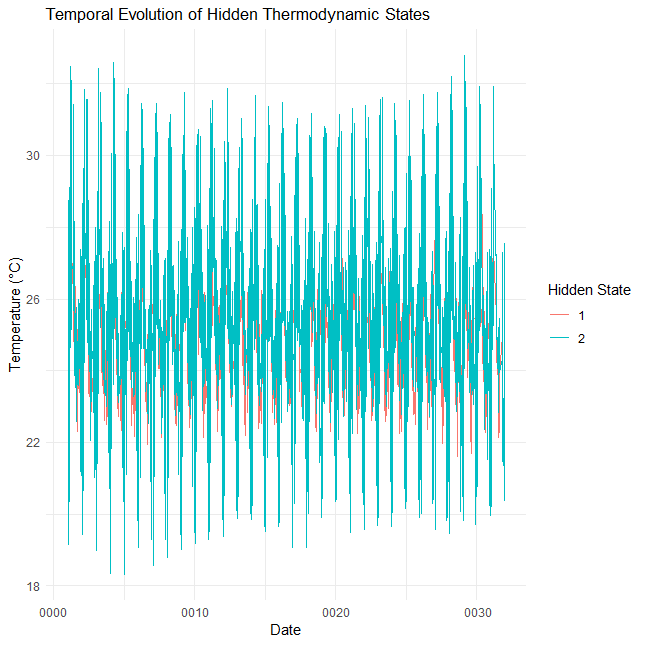 Temporal Evolution of Hidden Thermodynamic States
Temperature (°C)
30
26
22
18
0000
0010
0020
0030
Date
Hidden State
1
2